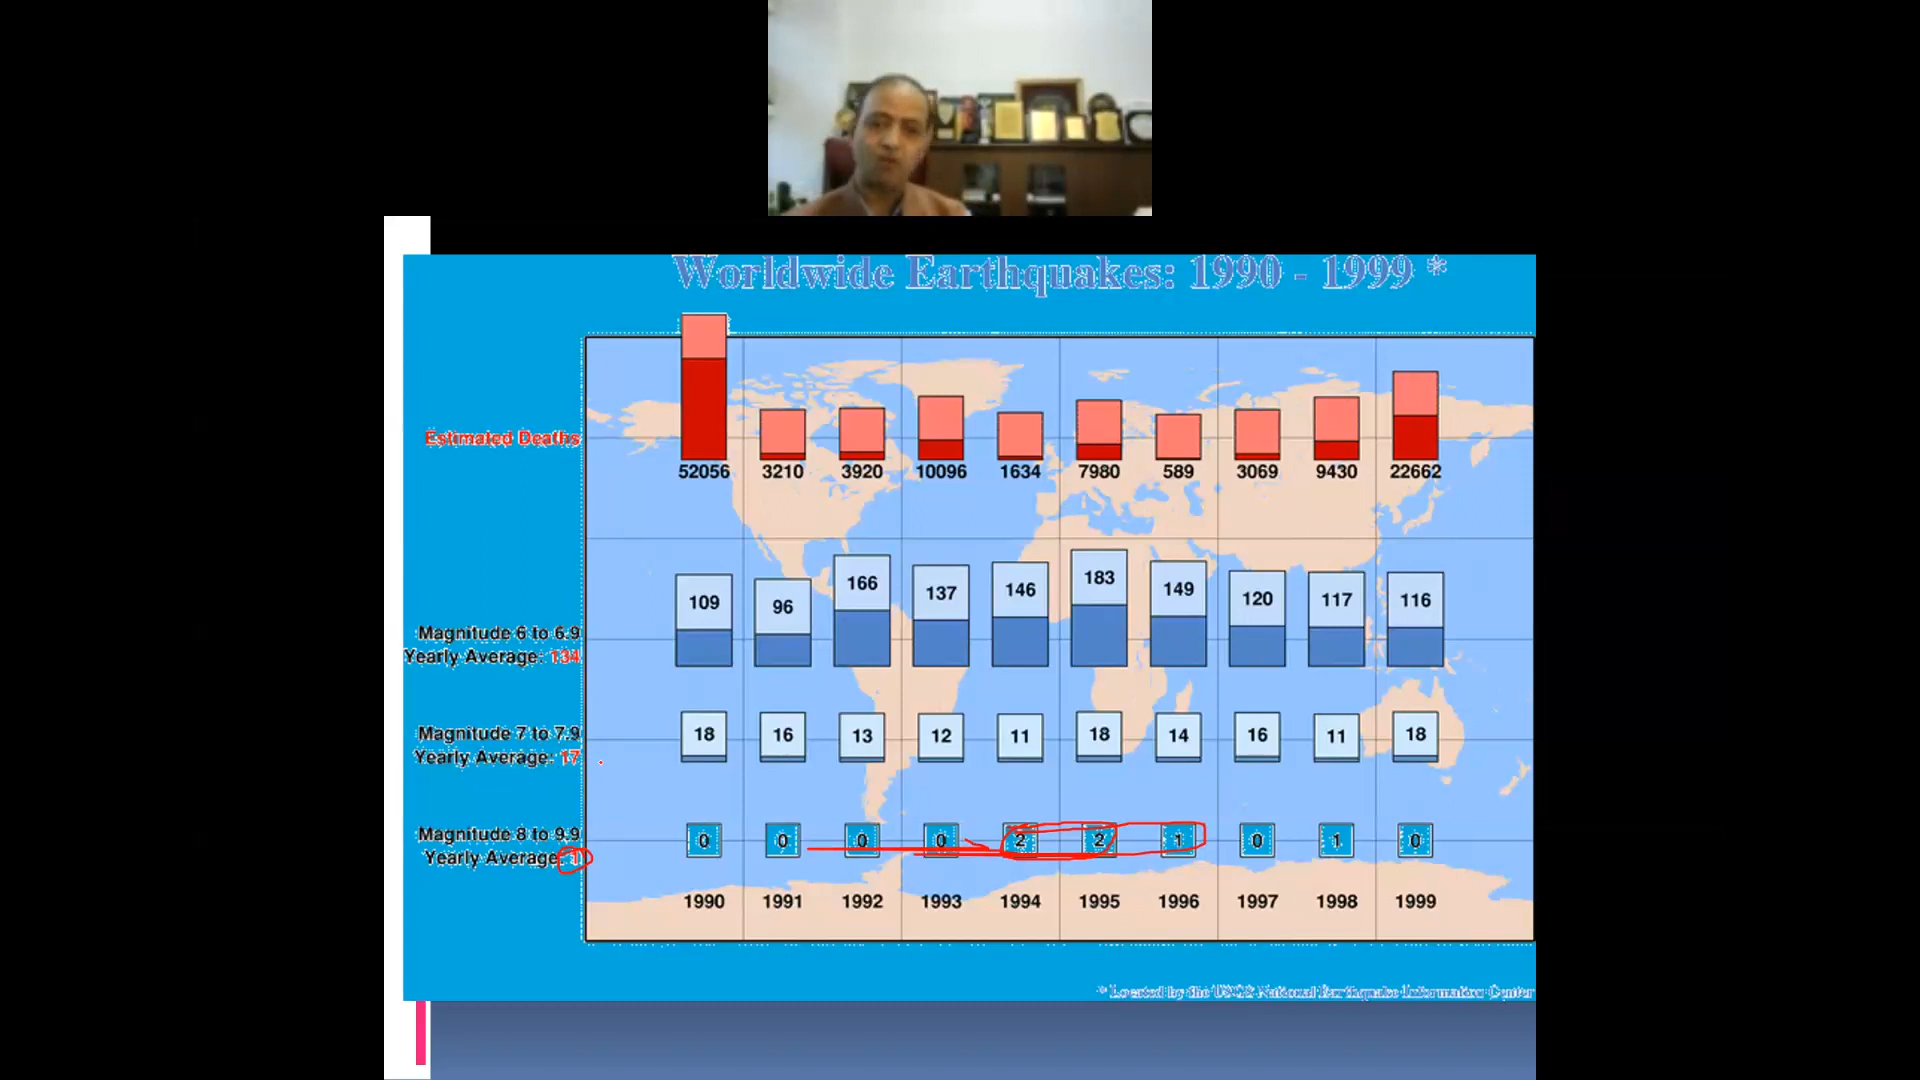 Worldwide Earthquakes: 1990 - 1999 *
Estimated Deaths
52056 3210 3920 10096 1634 7980 589 3069 9430 22662
109 96 166 137 146 183 149 120 117 116
Magnitude 6 to 6.9
Yearly Average: 134
18 16 13 12 11 18 14 16 11 18
Magnitude 7 to 7.9
Yearly Average: 17
Magnitude 8 to 9.9
0 0 0 0 2 2 1 0 1 0
Yearly Average: 1
1990 1991 1992 1993 1994 1995 1996 1997 1998 1999
* Located by the USGS National Earthquake Information Center